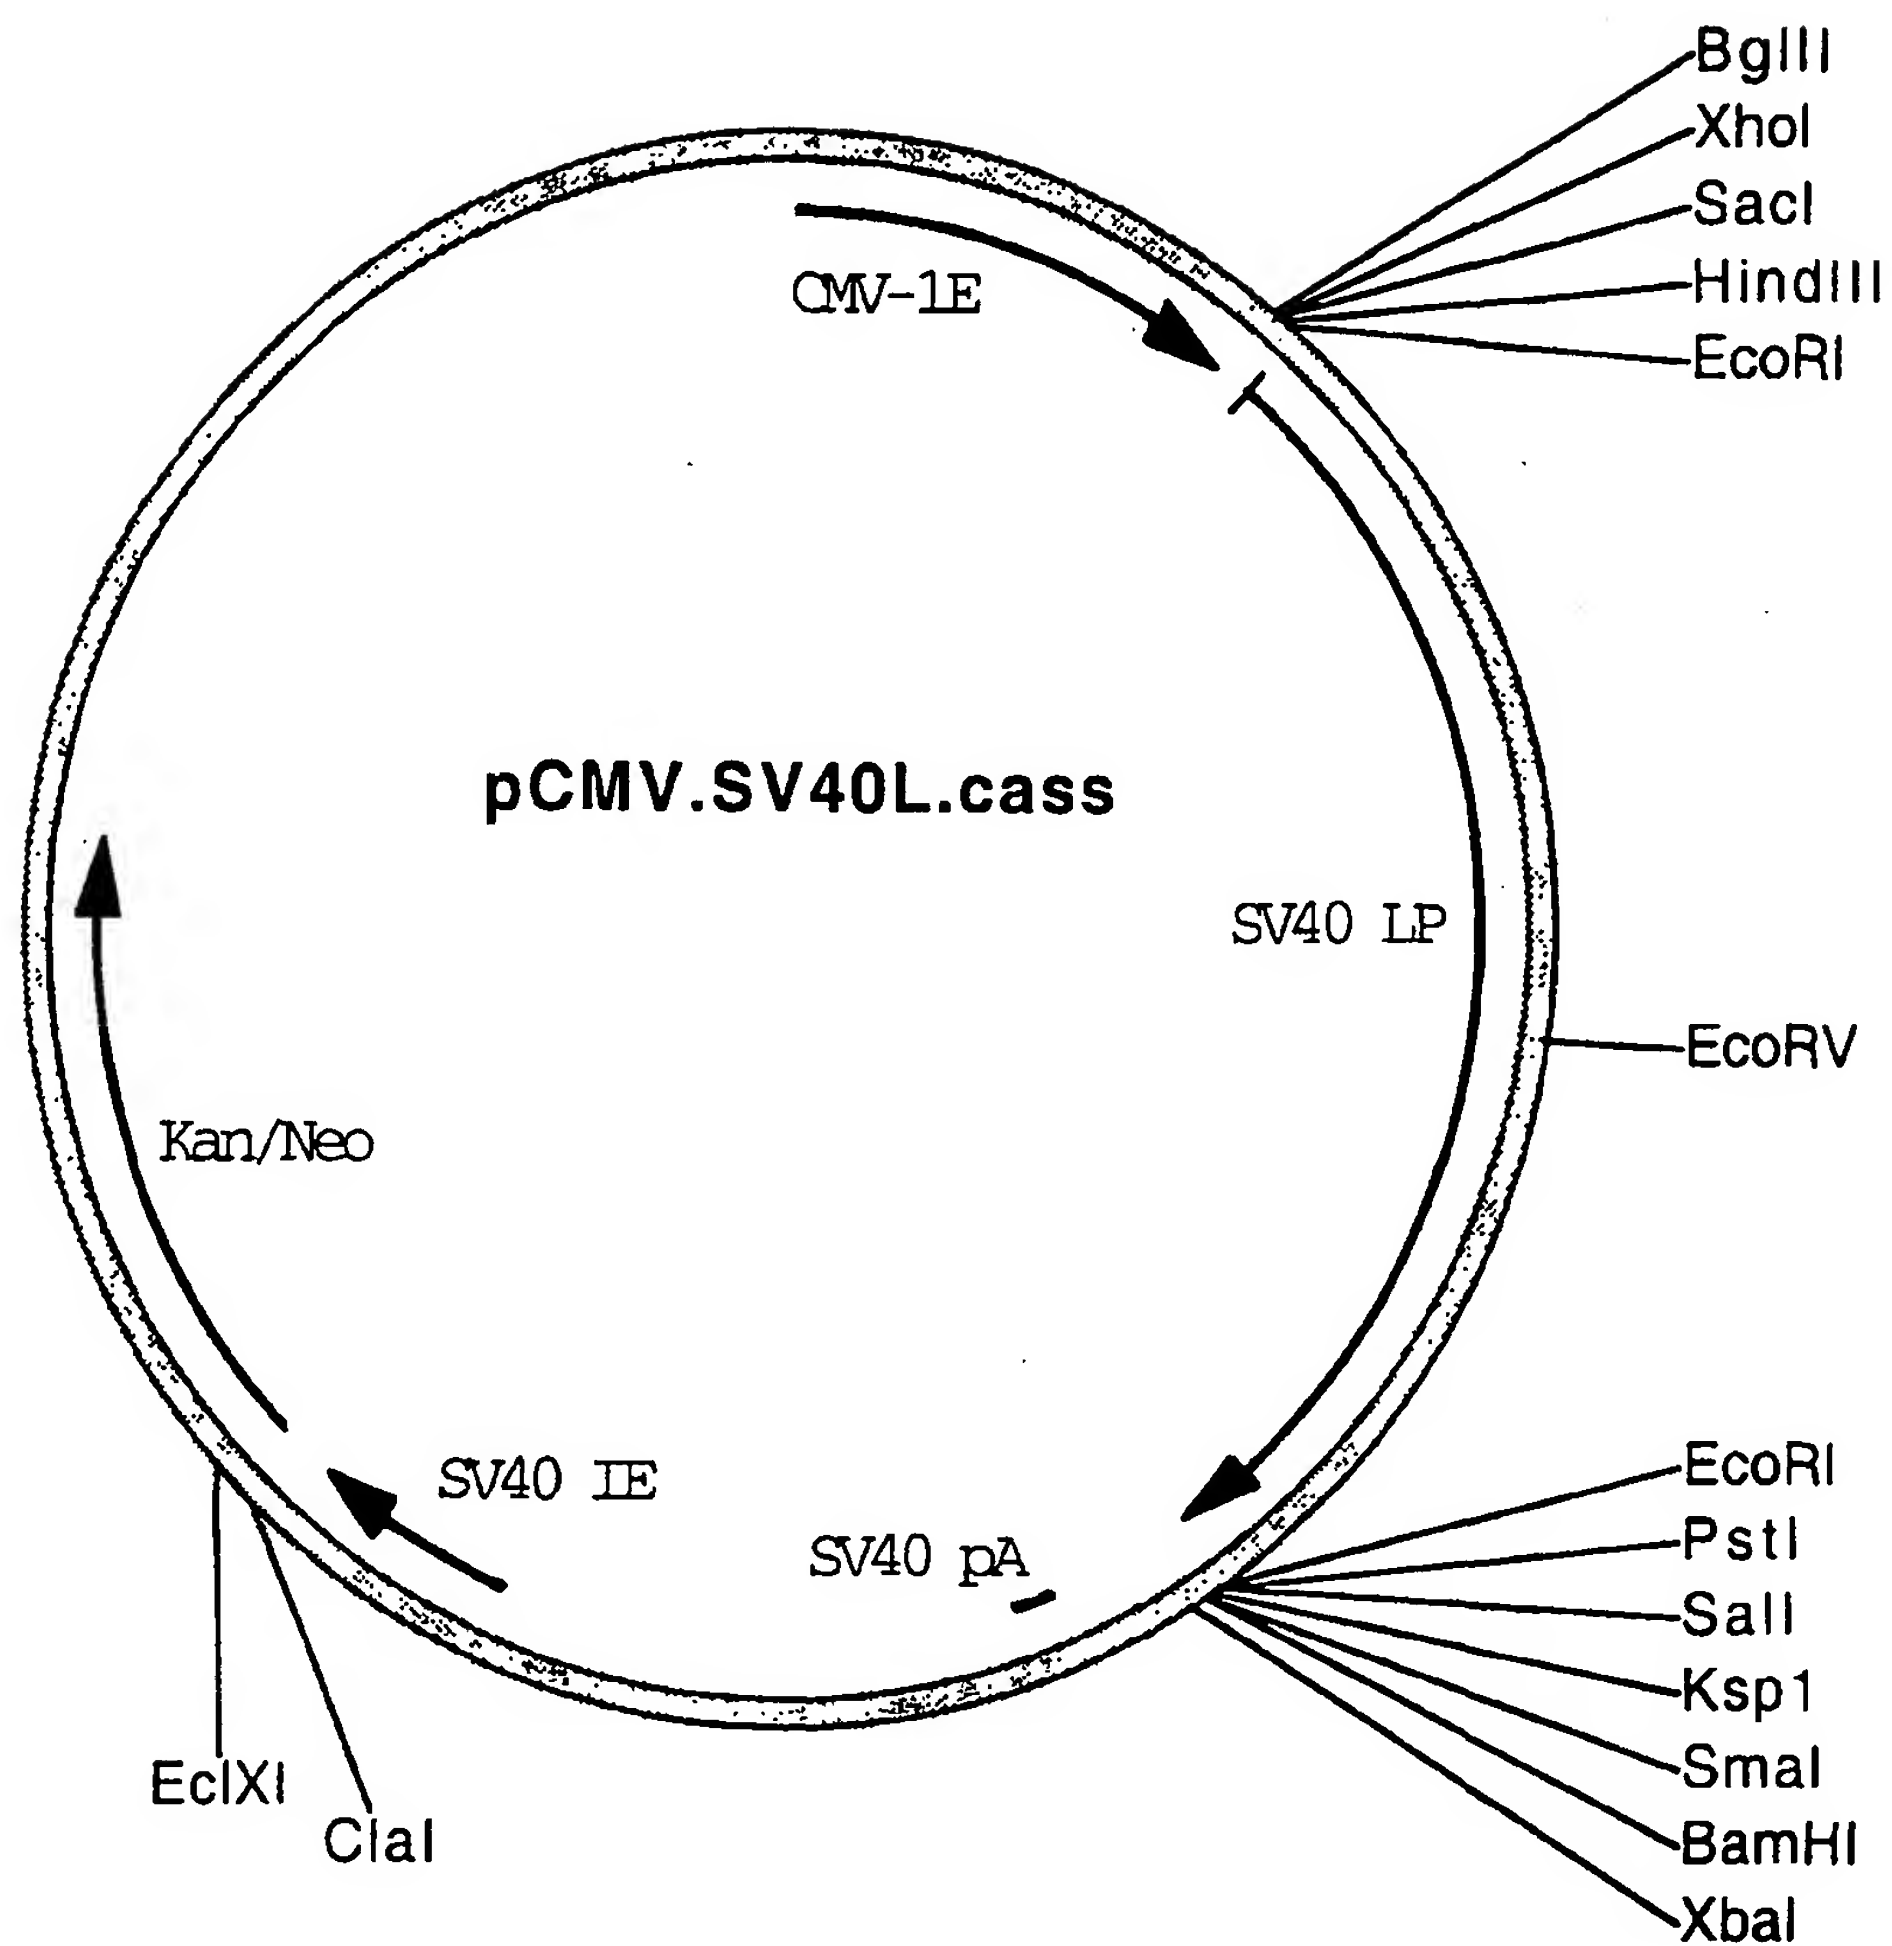 BglII
XhoI
SacI
HindIII
EcoRI
CMV-1E
pCMV.SV40L.cass
SV40 LP
EcoRV
Kan/Neo
EcoRI
SV40 IE
PstI
SV40 pA
SalI
Ksp1
SmaI
EclXI
BamHI
ClaI
XbaI